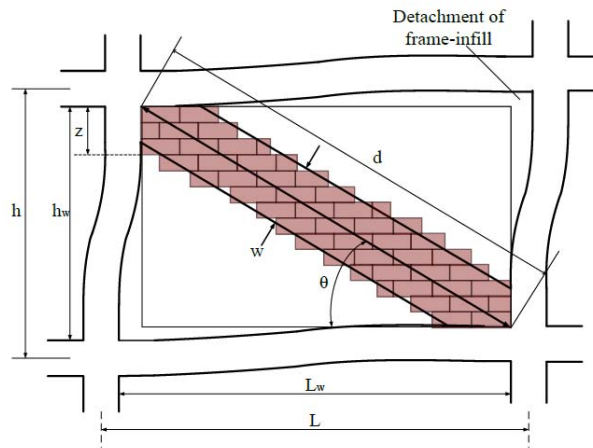 Detachment of
frame-infill
z
d
h
hw
w
θ
Lw
L